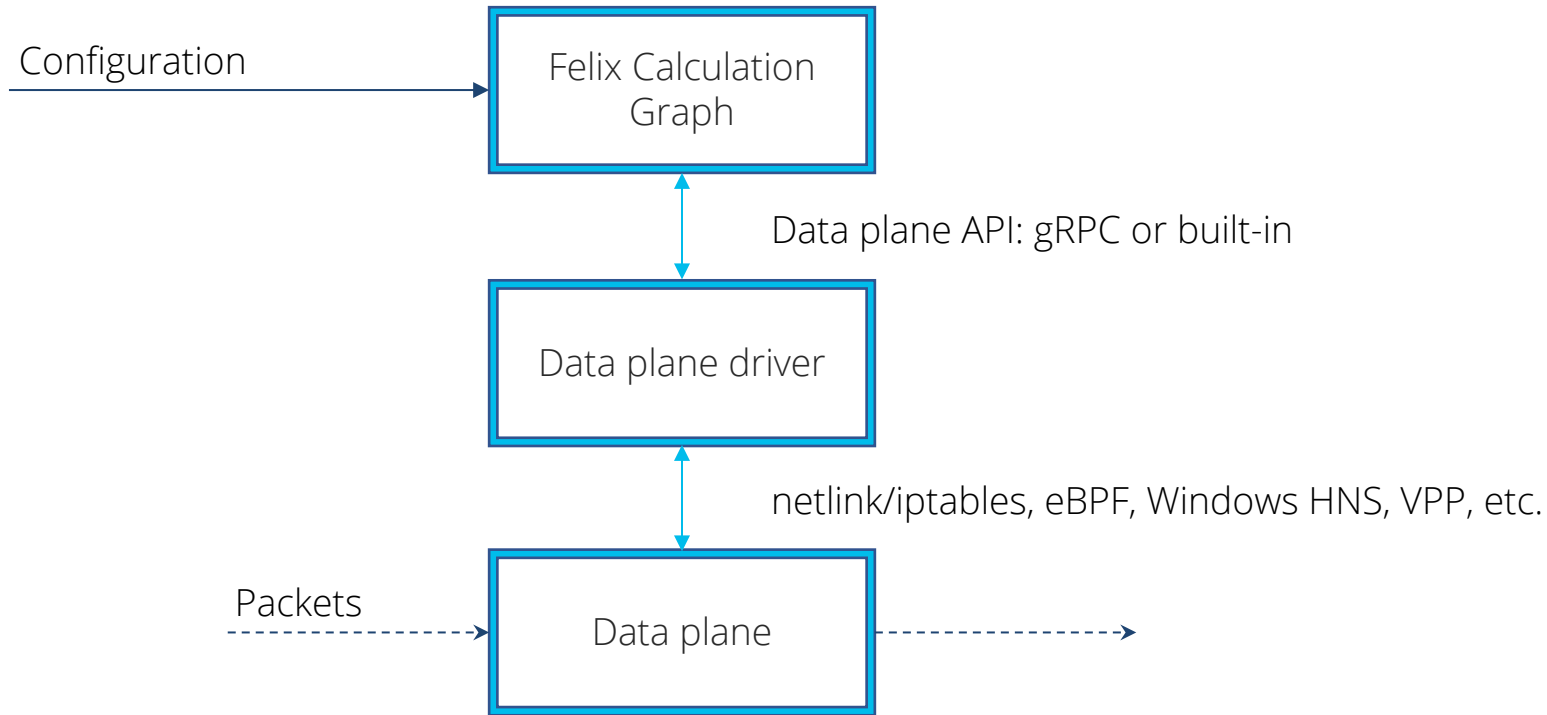 Configuration
Felix Calculation
Graph
Data plane API: gRPC or built-in
Data plane driver
netlink/iptables, eBPF, Windows HNS, VPP, etc.
Packets
Data plane